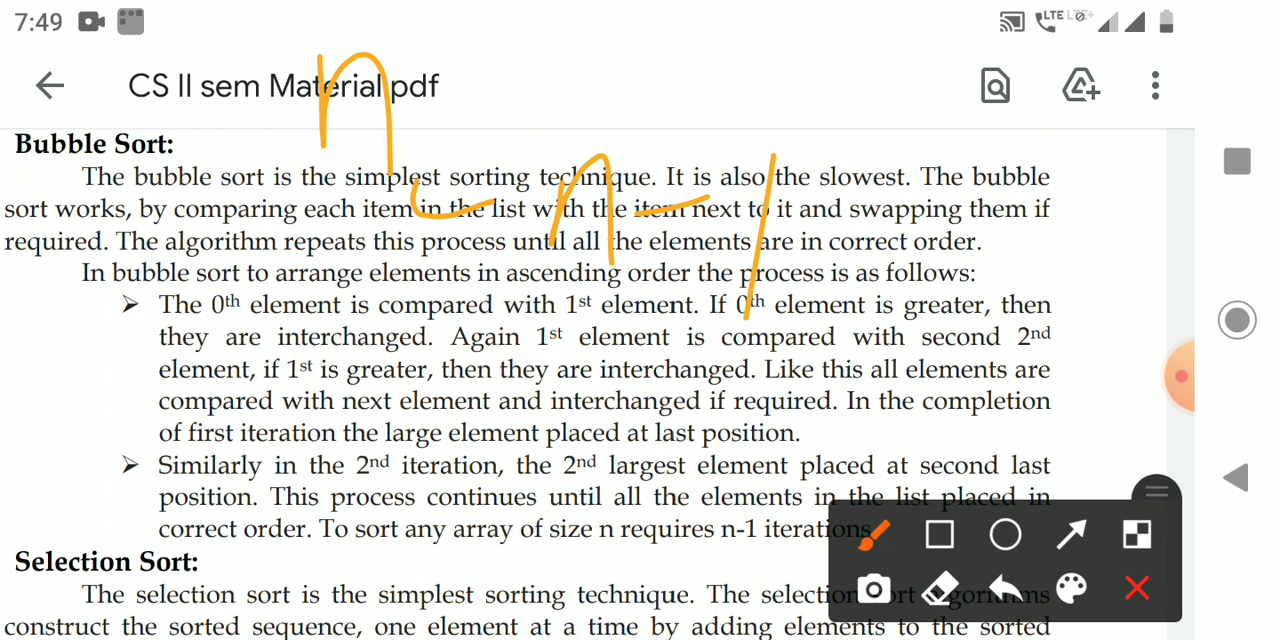 7:49 LTE LTE+
CS II sem Material.pdf
n - n - 1
Bubble Sort:
The bubble sort is the simplest sorting technique. It is also the slowest. The bubble
sort works, by comparing each item in the list with the item next to it and swapping them if
required. The algorithm repeats this process until all the elements are in correct order.
In bubble sort to arrange elements in ascending order the process is as follows:
➢ The 0th element is compared with 1st element. If 0th element is greater, then
they are interchanged. Again 1st element is compared with second 2nd
element, if 1st is greater, then they are interchanged. Like this all elements are
compared with next element and interchanged if required. In the completion
of first iteration the large element placed at last position.
➢ Similarly in the 2nd iteration, the 2nd largest element placed at second last
position. This process continues until all the elements in the list placed in
correct order. To sort any array of size n requires n-1 iterations
Selection Sort:
The selection sort is the simplest sorting technique. The selection sort algorithms
construct the sorted sequence, one element at a time by adding elements to the sorted